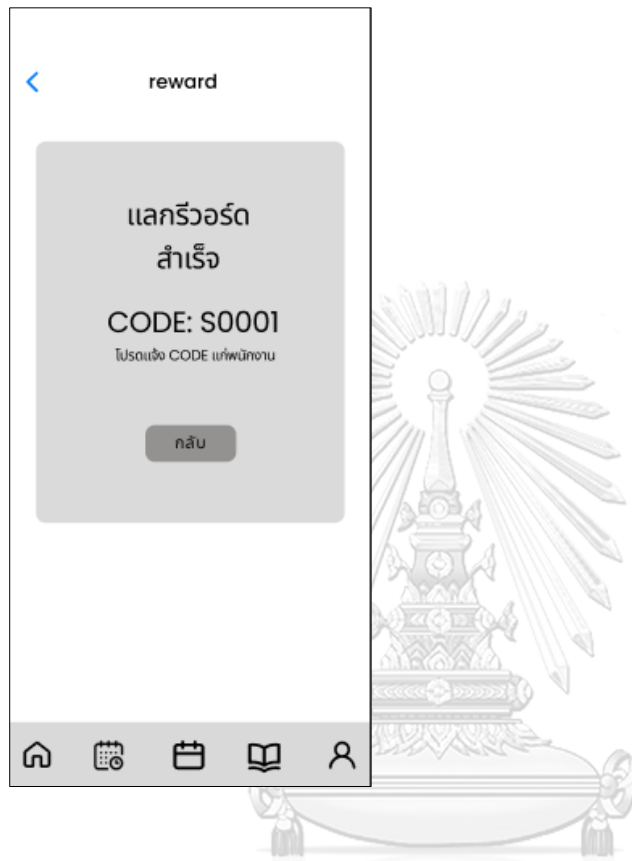 reward
แลกรีวอร์ด
สำเร็จ
CODE: S0001
โปรดแจ้ง CODE แก่พนักงาน
กลับ